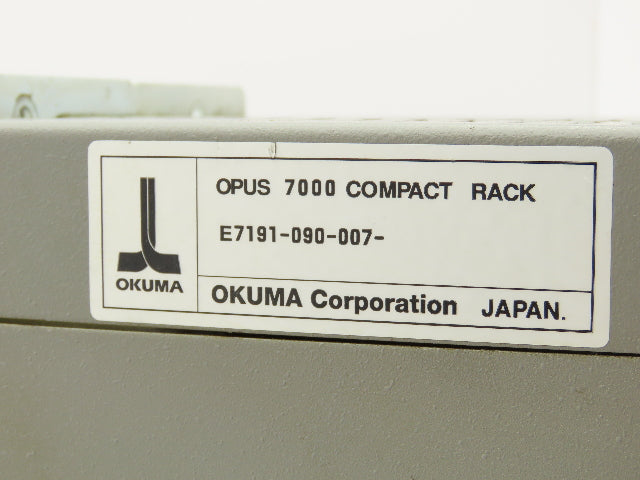 OPUS 7000 COMPACT RACK
E7191-090-007-
OKUMA
OKUMA Corporation JAPAN.